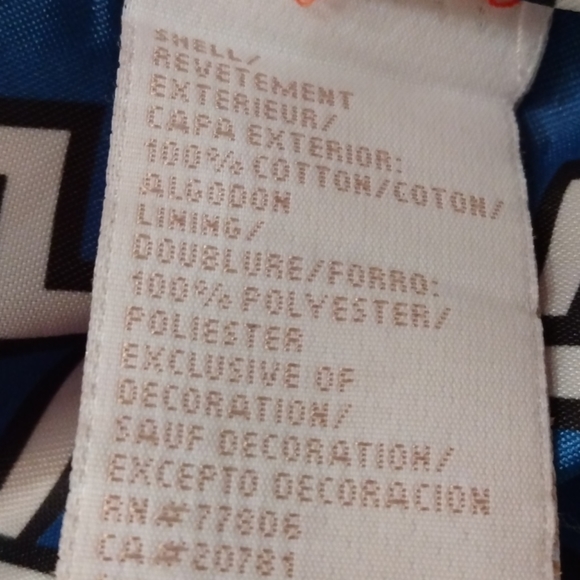 SHELL/
REVETEMENT
EXTERIEUR/
CAPA EXTERIOR:
100% COTTON/COTON/
ALGODON
LINING/
DOUBLURE/FORRO:
100% POLYESTER/
POLIESTER
EXCLUSIVE OF
DECORATION/
SAUF DECORATION/
EXCEPTO DECORACION
RN#77806
CA#20781